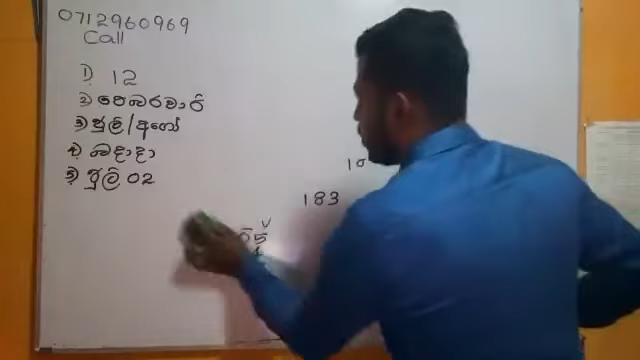 0712960969
Call
1) 12
2) පෙබරවාරි
3) ජූලි/අගෝ
4) බදාදා
5) ජූලි 02
183